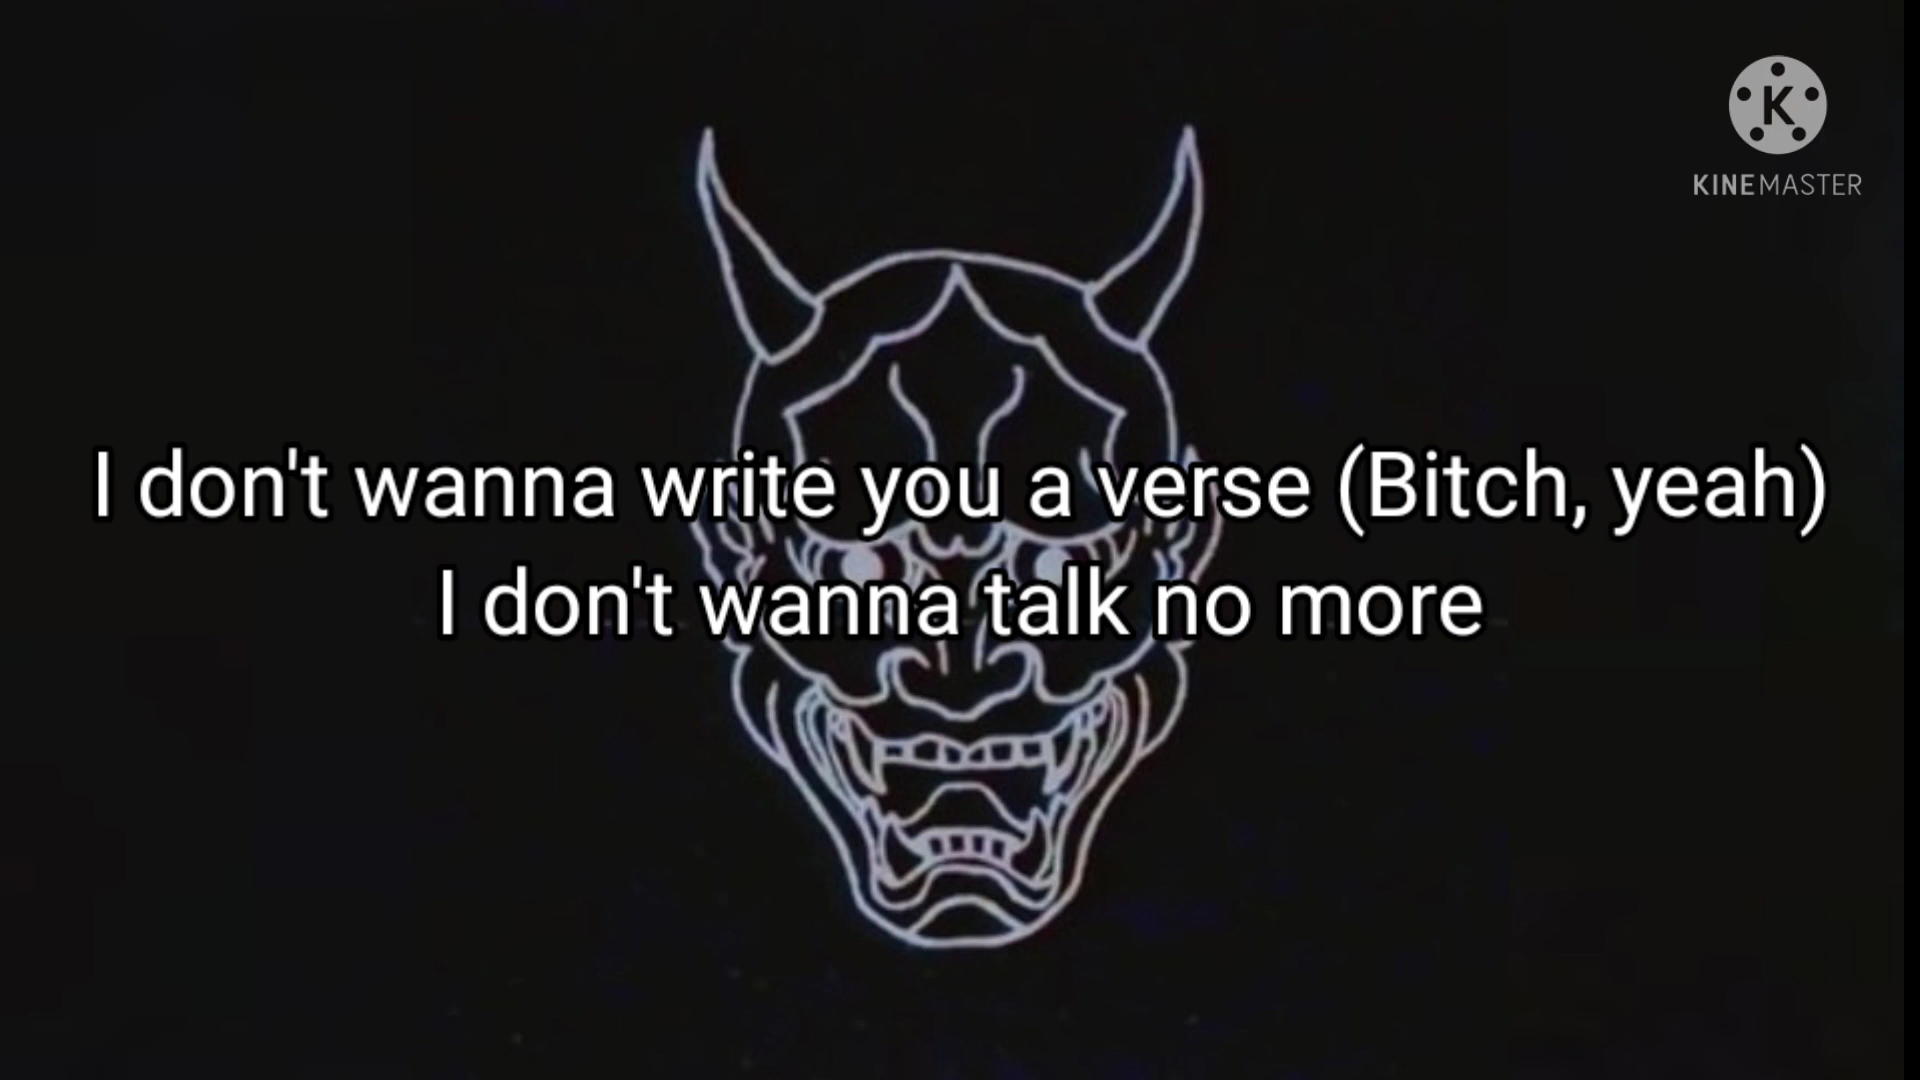 K
KINEMASTER
I don't wanna write you a verse (Bitch, yeah)
I don't wanna talk no more